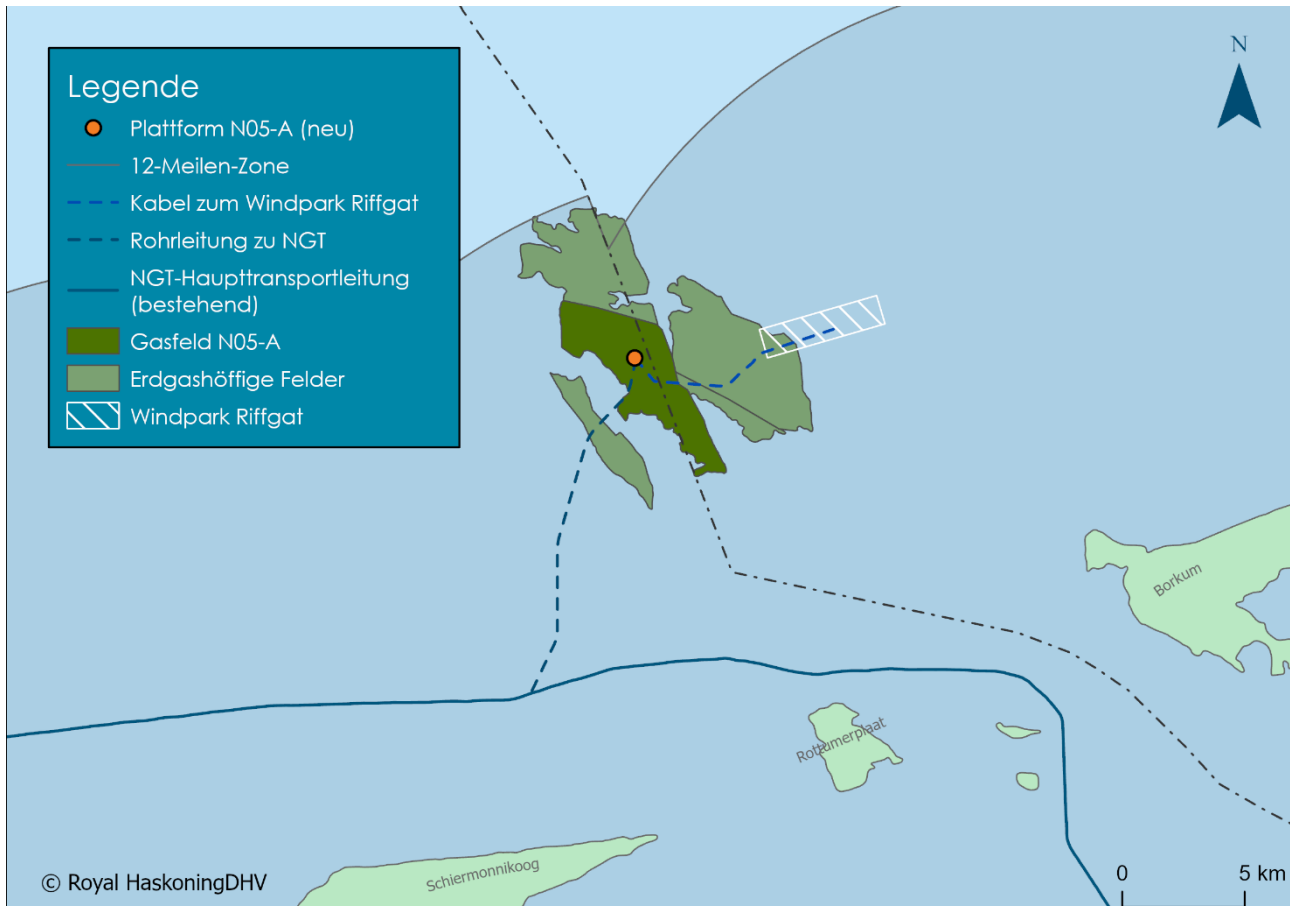 N
Legende
Plattform N05-A (neu)
12-Meilen-Zone
Kabel zum Windpark Riffgat
Rohrleitung zu NGT
NGT-Haupttransportleitung
(bestehend)
Gasfeld N05-A
Erdgashöffige Felder
Windpark Riffgat
Borkum
Rottumerplaat
Schiermonnikoog
© Royal HaskoningDHV
0 5 km